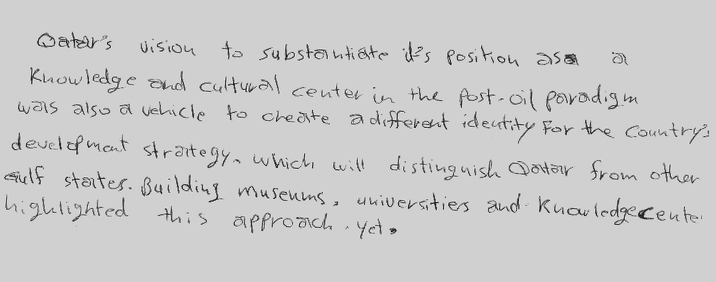 Qatar's vision to substantiate it's position as a a
Knowledge and cultural center in the Post-oil paradigm
was also a vehicle to create a different identity For the Country's
development strategy. which will distinguish Qatar from other
Gulf states. Building museums, universities and Knowledge cente
highlighted this approach. yet.